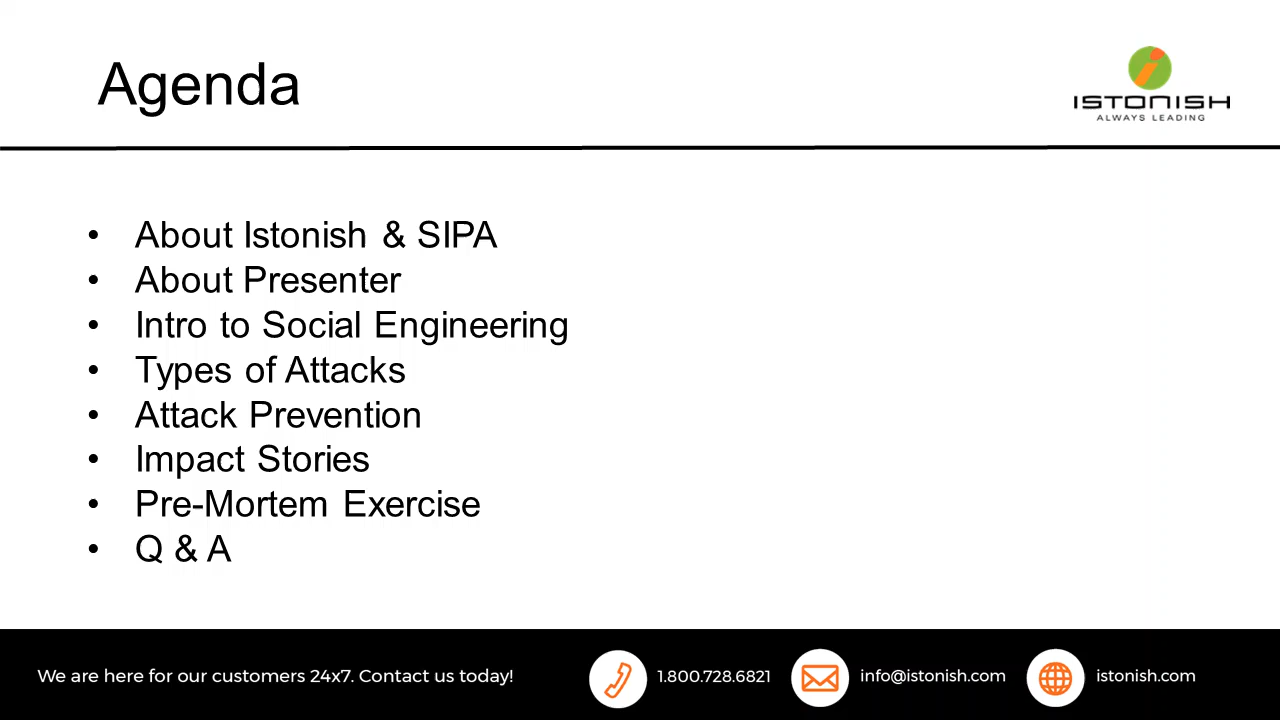 Agenda
ISTONISH
ALWAYS LEADING
• About Istonish & SIPA
• About Presenter
• Intro to Social Engineering
• Types of Attacks
• Attack Prevention
• Impact Stories
• Pre-Mortem Exercise
• Q & A
We are here for our customers 24x7. Contact us today!
1.800.728.6821
info@istonish.com
istonish.com